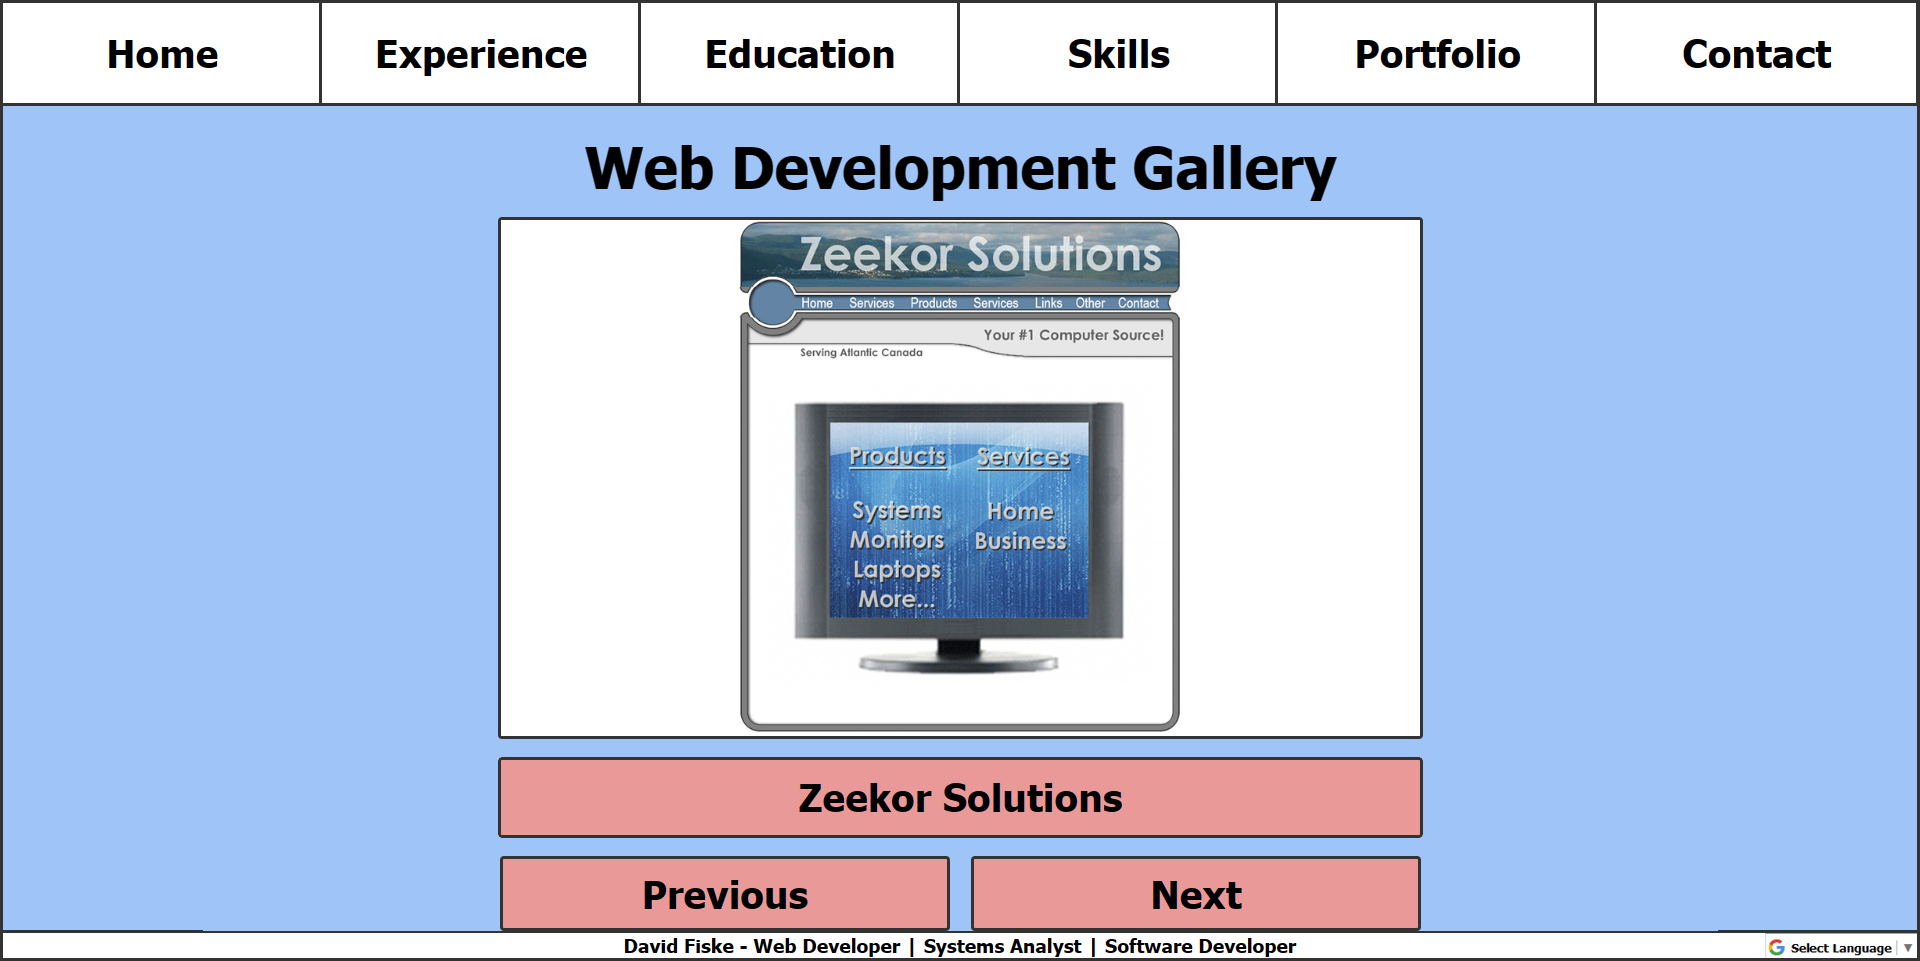 Home Experience Education Skills Portfolio Contact
Web Development Gallery
Zeekor Solutions
Home Services Products Services Links Other Contact
Your #1 Computer Source!
Serving Atlantic Canada
Products Services
Systems Home
Monitors Business
Laptops
More...
Zeekor Solutions
Previous Next
David Fiske - Web Developer | Systems Analyst | Software Developer
Select Language ▼